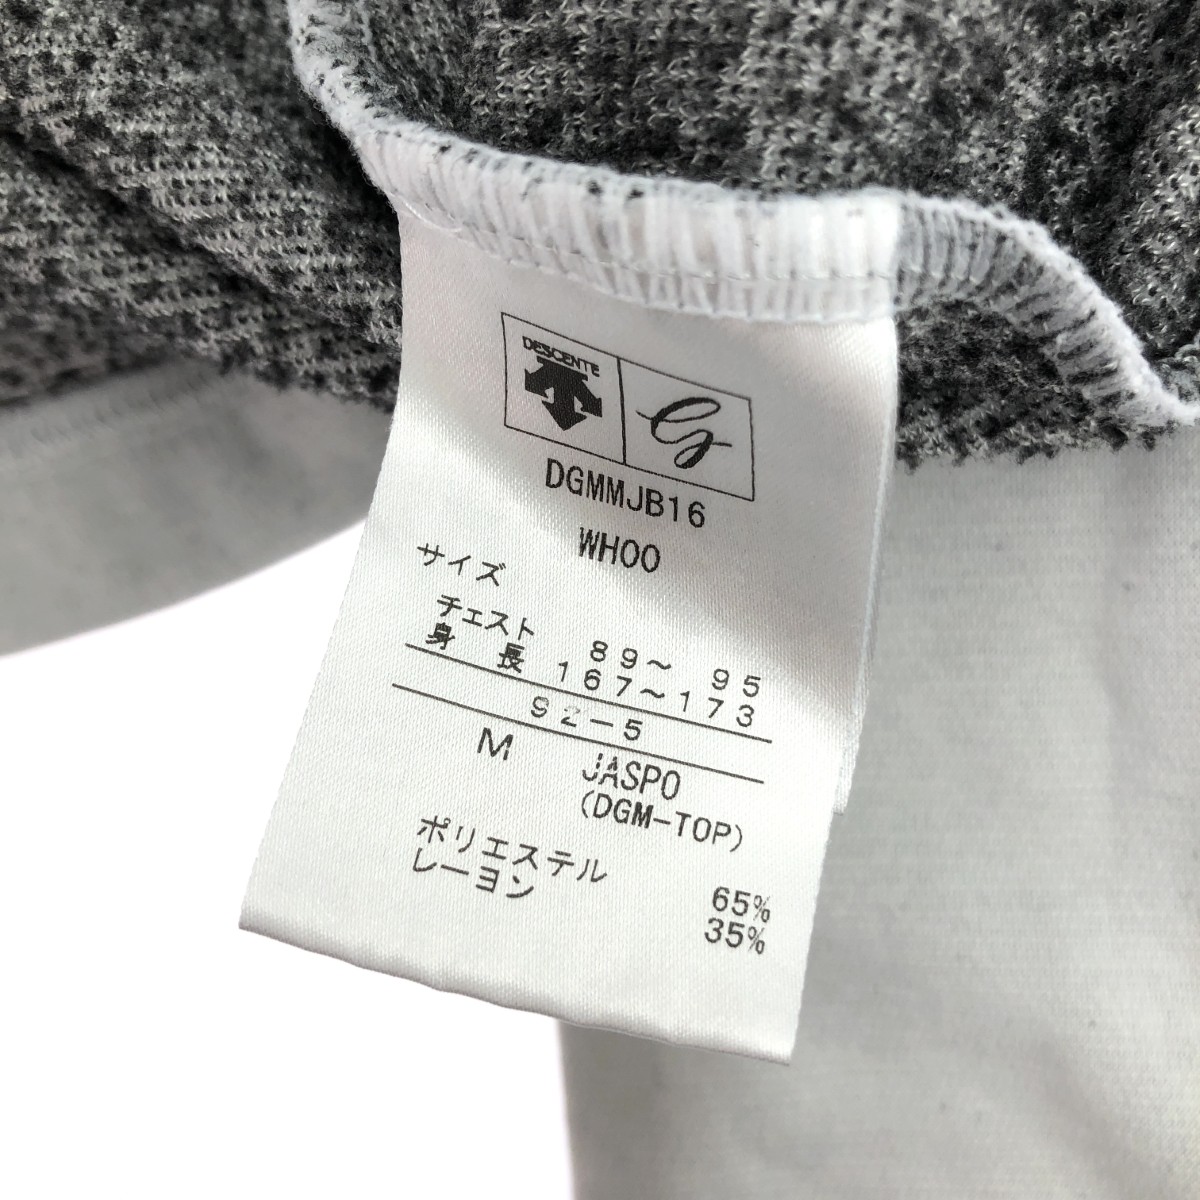 DESCENTE G
DGMMJB16
WH00
サイズ
チェスト 89~ 95
身 長 167~173
92-5
M JASPO
(DGM-TOP)
ポリエステル 65%
レーヨン 35%